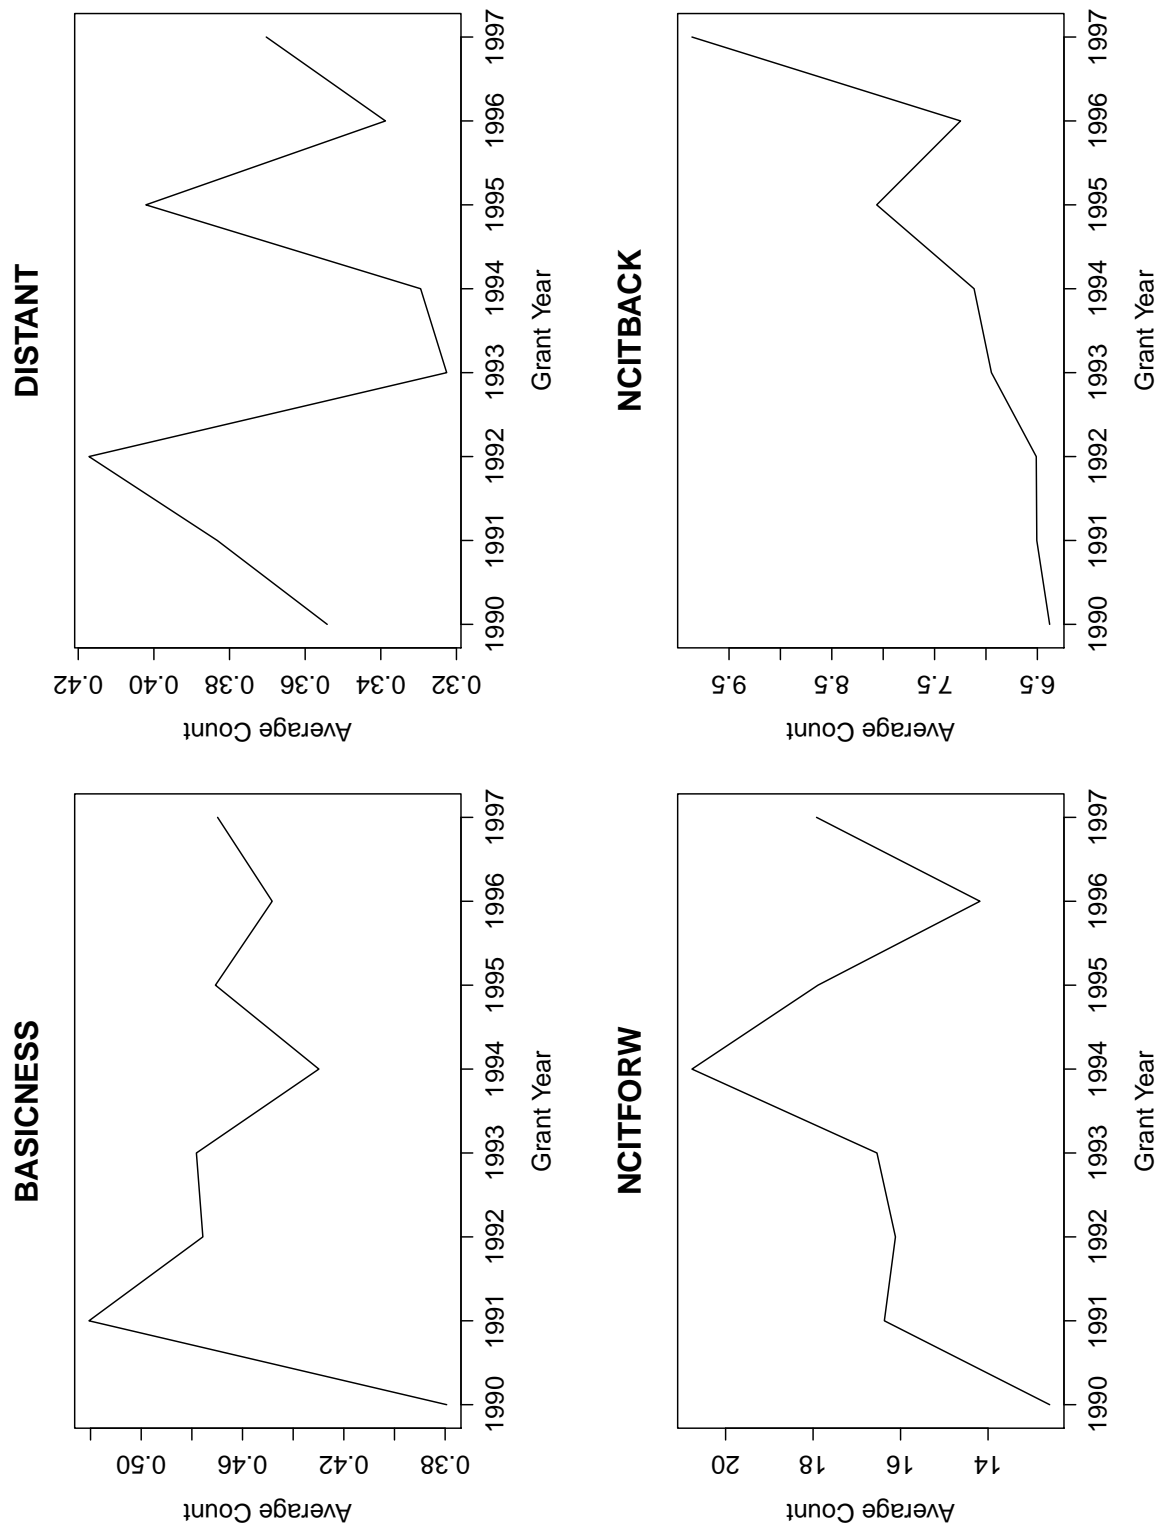 BASICNESS
Average Count
0.38 0.42 0.46 0.50
1990 1991 1992 1993 1994 1995 1996 1997
Grant Year
DISTANT
Average Count
0.32 0.34 0.36 0.38 0.40 0.42
1990 1991 1992 1993 1994 1995 1996 1997
Grant Year
NCITFORW
Average Count
14 16 18 20
1990 1991 1992 1993 1994 1995 1996 1997
Grant Year
NCITBACK
Average Count
6.5 7.5 8.5 9.5
1990 1991 1992 1993 1994 1995 1996 1997
Grant Year